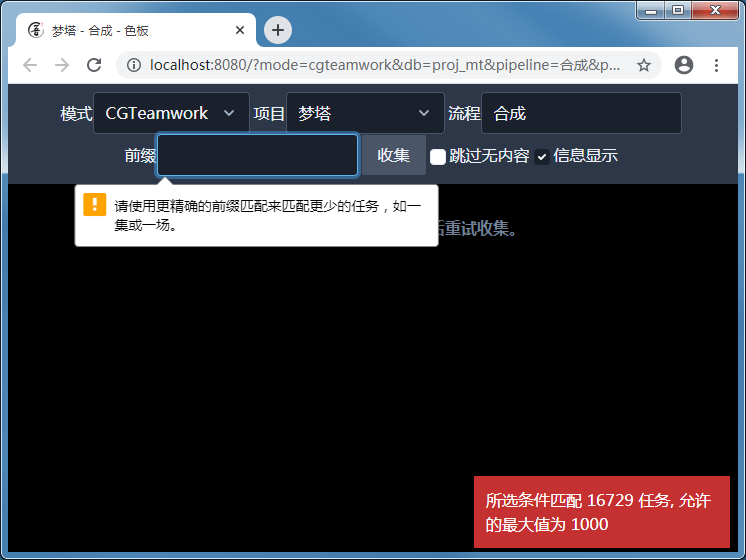 梦塔 - 合成 - 色板
localhost:8080/?mode=cgteamwork&db=proj_mt&pipeline=合成&p...
模式 CGTeamwork 项目 梦塔 流程 合成
前缀 收集 跳过无内容 信息显示
请使用更精确的前缀匹配来匹配更少的任务，如一
集或一场。
后重试收集。
所选条件匹配 16729 任务, 允许
的最大值为 1000